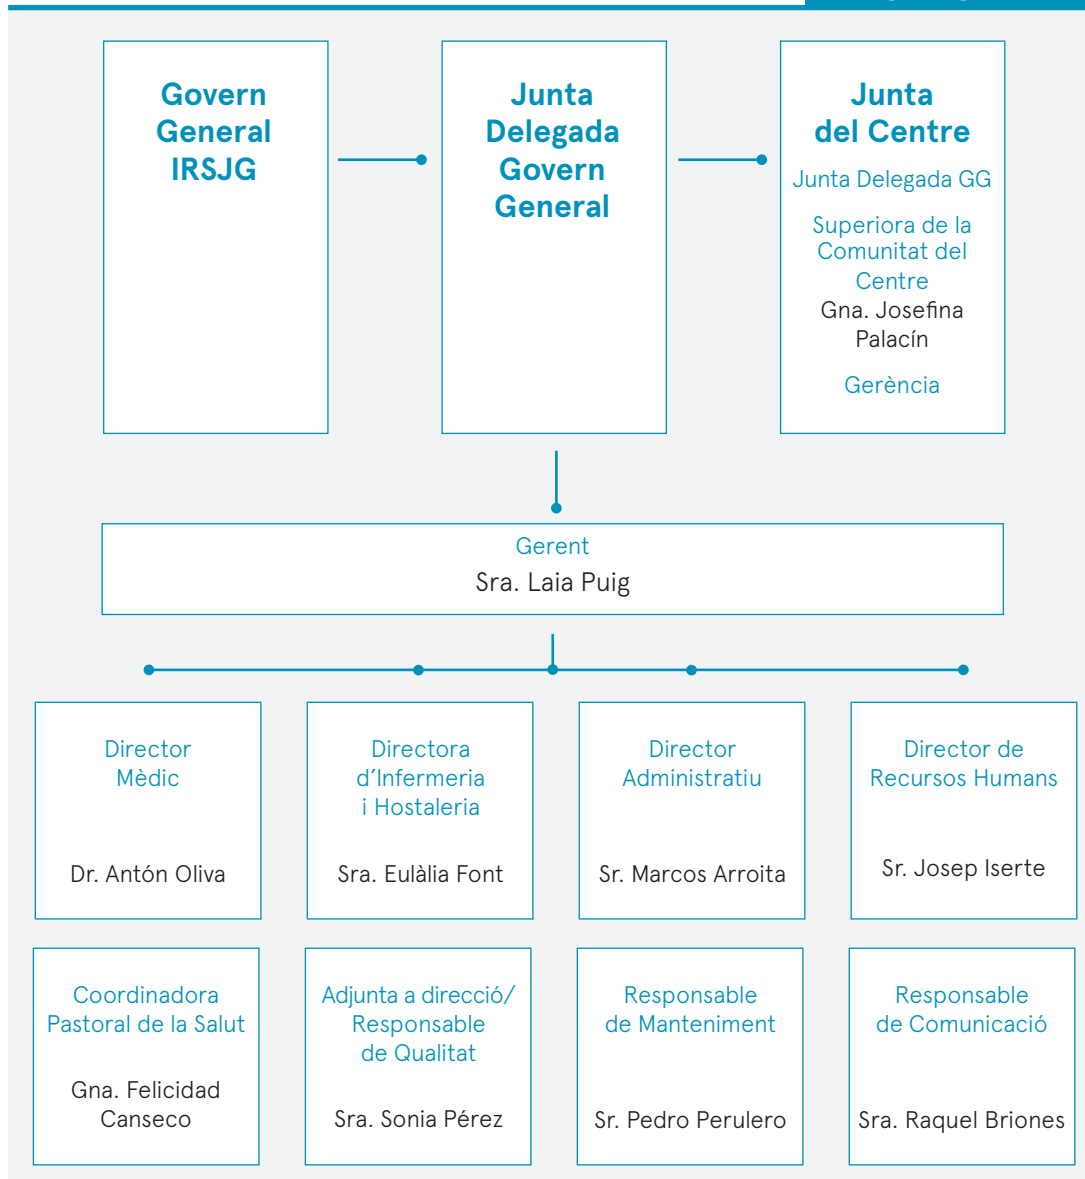 Govern
General
IRSJG
Junta
Delegada
Govern
General
Junta
del Centre
Junta Delegada GG
Superiora de la
Comunitat del
Centre
Gna. Josefina
Palacín
Gerència
Gerent
Sra. Laia Puig
Director
Mèdic
Dr. Antón Oliva
Directora
d’Infermeria
i Hostaleria
Sra. Eulàlia Font
Director
Administratiu
Sr. Marcos Arroita
Director de
Recursos Humans
Sr. Josep Iserte
Coordinadora
Pastoral de la Salut
Gna. Felicidad
Canseco
Adjunta a direcció/
Responsable
de Qualitat
Sra. Sonia Pérez
Responsable
de Manteniment
Sr. Pedro Perulero
Responsable
de Comunicació
Sra. Raquel Briones